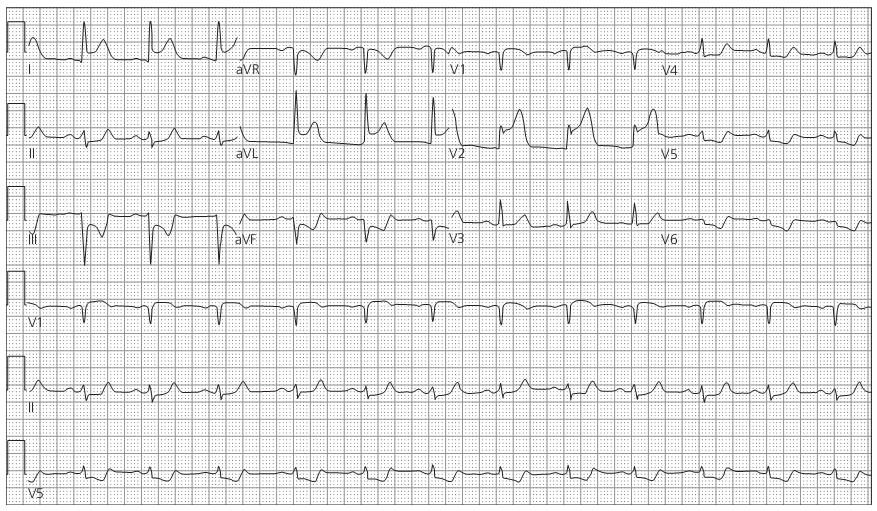 I aVR V1 V4
II aVL V2 V5
III aVF V3 V6
V1
II
V5